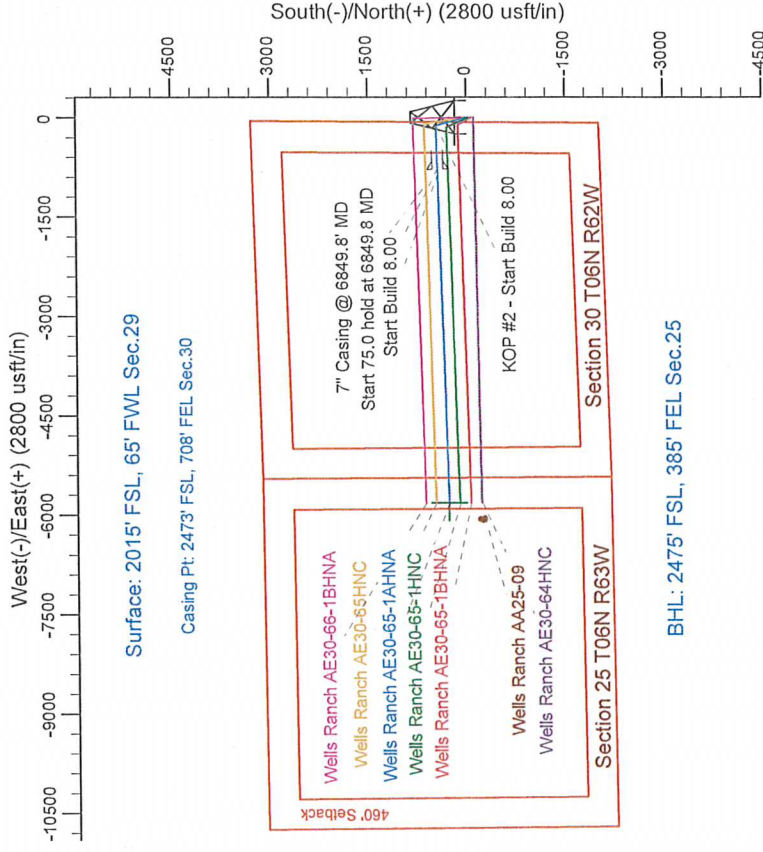 South(-)/North(+) (2800 usft/in)
4500
3000
1500
0
-1500
-3000
-4500
West(-)/East(+) (2800 usft/in)
0
-1500
-3000
-4500
-6000
-7500
-9000
-10500
Surface: 2015' FSL, 65' FWL Sec.29
Casing Pt: 2473' FSL, 708' FEL Sec.30
7" Casing @ 6849.8' MD
Start 75.0 hold at 6849.8 MD
Start Build 8.00
KOP #2 - Start Build 8.00
Section 30 T06N R62W
BHL: 2475' FSL, 385' FEL Sec.25
Wells Ranch AE30-66-1BHNA
Wells Ranch AE30-65HNC
Wells Ranch AE30-65-1AHNA
Wells Ranch AE30-65-1HNC
Wells Ranch AE30-65-1BHNA
Wells Ranch AA25-09
Wells Ranch AE30-64HNC
Section 25 T06N R63W
460' Setback